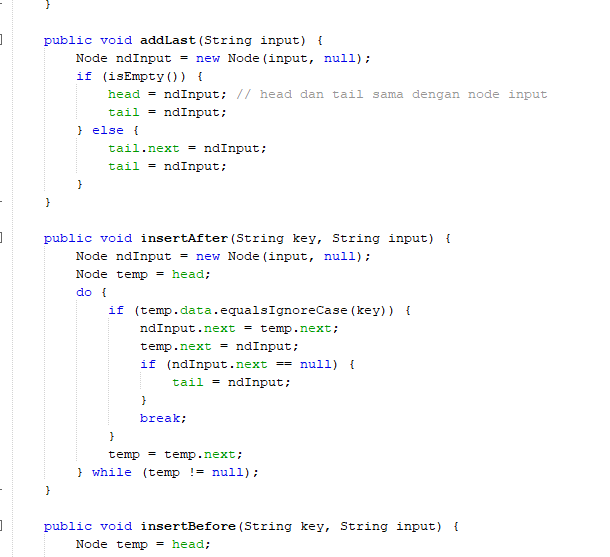 }
public void addLast(String input) {
Node ndInput = new Node(input, null);
if (isEmpty()) {
head = ndInput; // head dan tail sama dengan node input
tail = ndInput;
} else {
tail.next = ndInput;
tail = ndInput;
}
}
public void insertAfter(String key, String input) {
Node ndInput = new Node(input, null);
Node temp = head;
do {
if (temp.data.equalsIgnoreCase(key)) {
ndInput.next = temp.next;
temp.next = ndInput;
if (ndInput.next == null) {
tail = ndInput;
}
break;
}
temp = temp.next;
} while (temp != null);
}
public void insertBefore(String key, String input) {
Node temp = head;